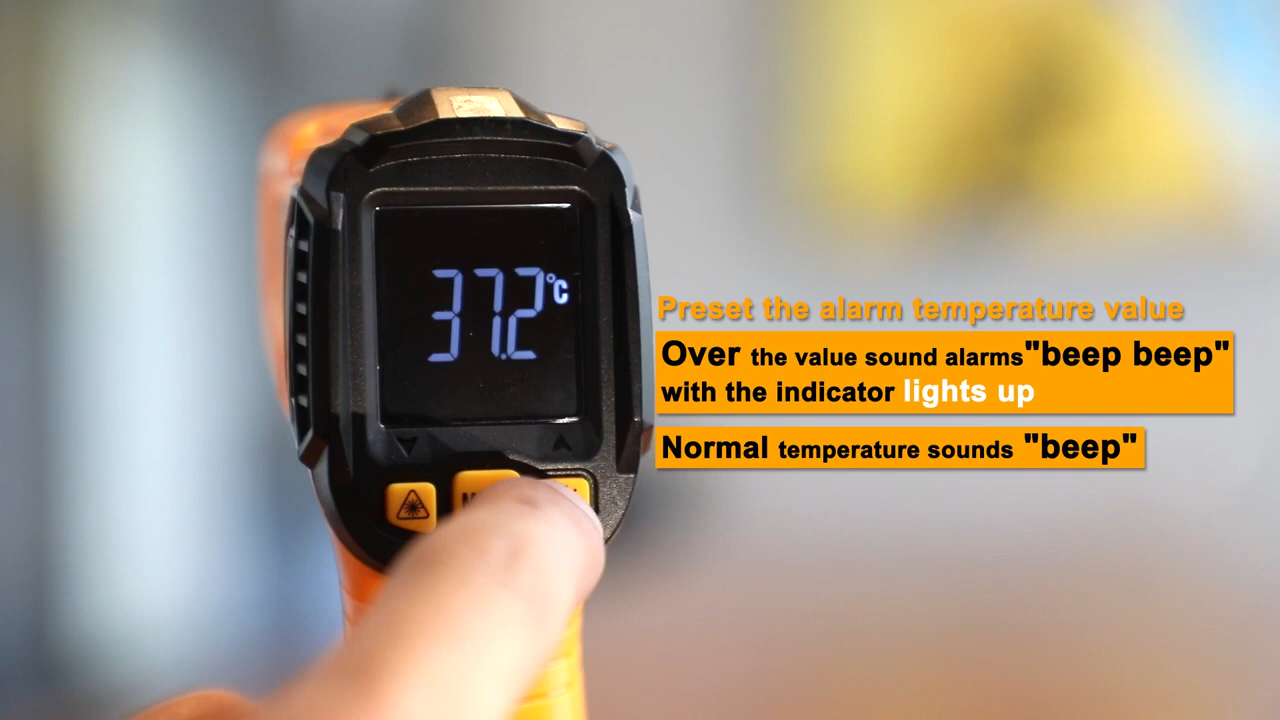 37.2°C
Preset the alarm temperature value
Over the value sound alarms"beep beep"
with the indicator lights up
Normal temperature sounds "beep"